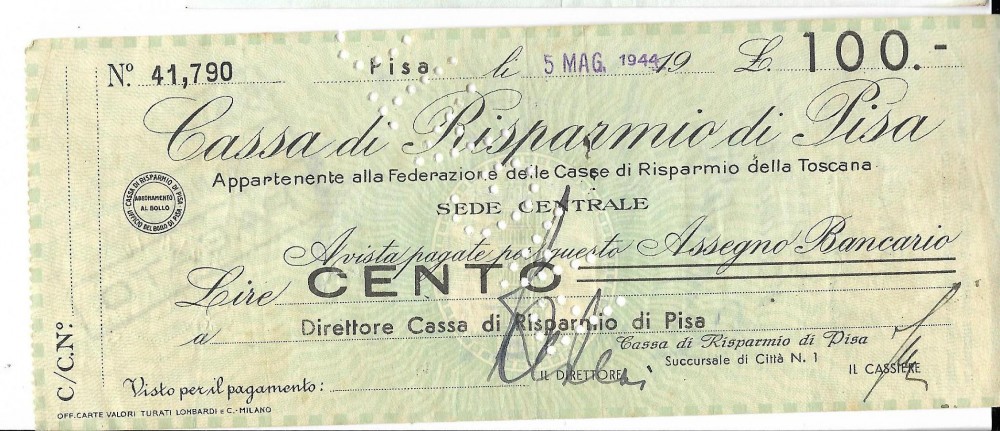 Nº 41,790 Pisa li 5 MAG. 1944 19 £. 100.-
Cassa di Risparmio di Pisa
Appartenente alla Federazione delle Casse di Risparmio della Toscana
SEDE CENTRALE
CASSA DI RISPARMIO DI PISA
ABBONAMENTO
AL BOLLO
UFFICIO DEL BOLLO DI PISA
A vista pagate per questo Assegno Bancario
Lire CENTO
a Direttore Cassa di Risparmio di Pisa
Cassa di Risparmio di Pisa
Succursale di Città N. 1
IL DIRETTORE
IL CASSIERE
C/C.Nº
Visto per il pagamento:
OFF. CARTE VALORI TURATI LOMBARDI E C.-MILANO